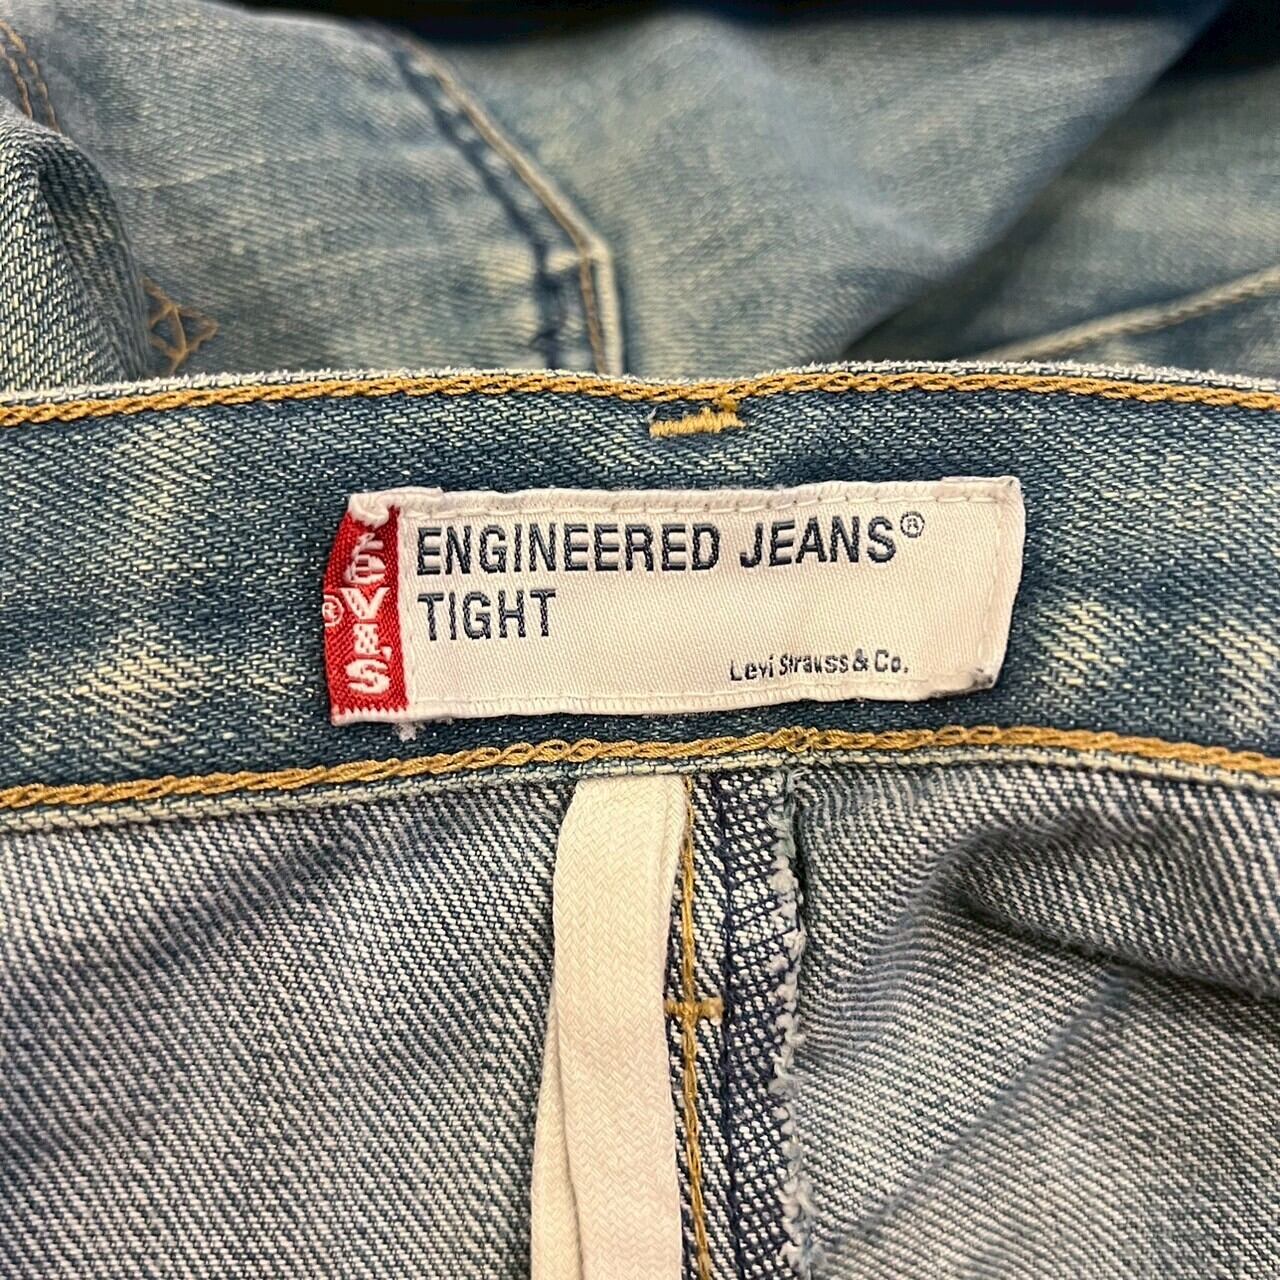 LEVI'S®
ENGINEERED JEANS®
TIGHT
Levi Strauss & Co.